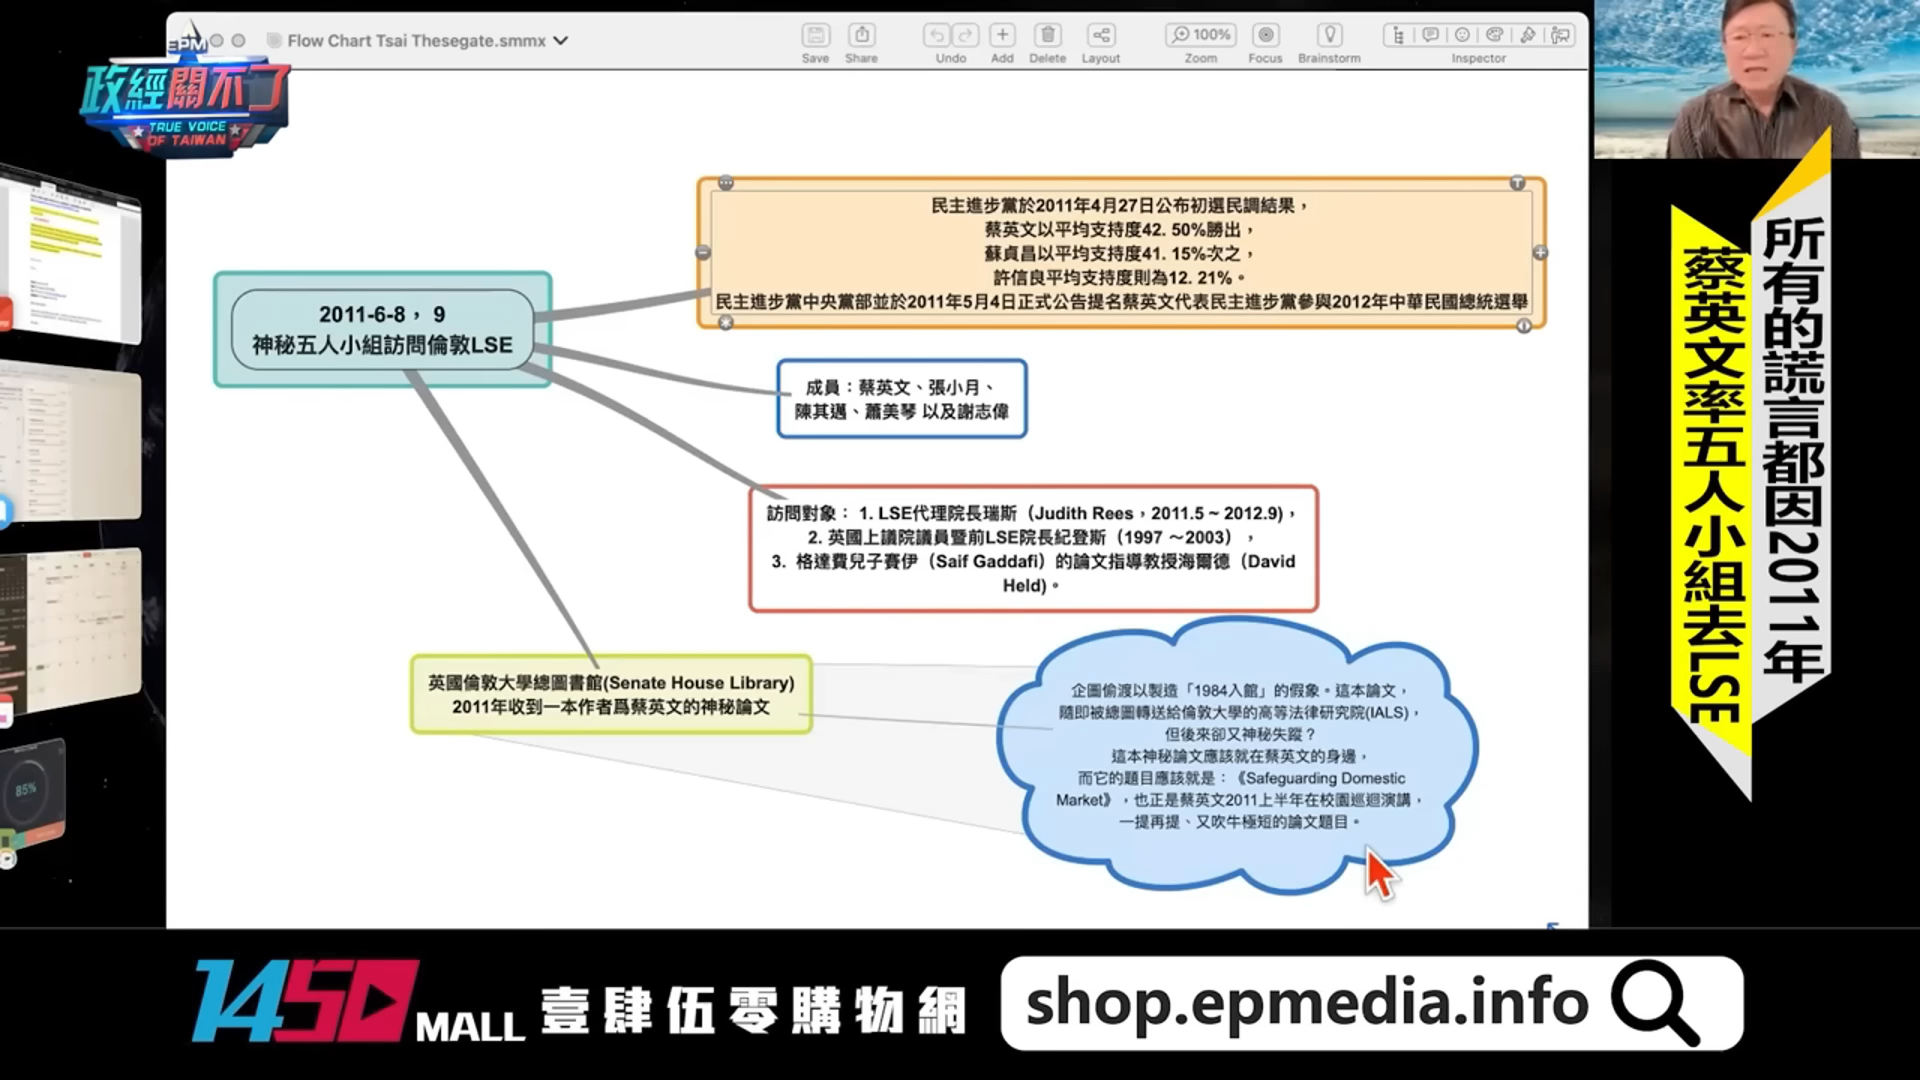 EPM
政經關不了
TRUE VOICE
OF TAIWAN
Flow Chart Tsai Thesegate.smmx
Save
Share
Undo
Add
Delete
Layout
100%
Zoom
Focus
Brainstorm
Inspector
2011-6-8， 9
神秘五人小組訪問倫敦LSE
民主進步黨於2011年4月27日公布初選民調結果，
蔡英文以平均支持度42. 50%勝出，
蘇貞昌以平均支持度41. 15%次之，
許信良平均支持度則為12. 21%。
民主進步黨中央黨部並於2011年5月4日正式公告提名蔡英文代表民主進步黨參與2012年中華民國總統選舉
成員：蔡英文、張小月、
陳其邁、蕭美琴 以及謝志偉
訪問對象： 1. LSE代理院長瑞斯（Judith Rees，2011.5 ~ 2012.9)，
2. 英國上議院議員暨前LSE院長紀登斯（1997 ～2003），
3. 格達費兒子賽伊（Saif Gaddafi）的論文指導教授海爾德（David
Held)。
英國倫敦大學總圖書館(Senate House Library)
2011年收到一本作者爲蔡英文的神秘論文
企圖偷渡以製造「1984入館」的假象。這本論文，
隨即被總圖轉送給倫敦大學的高等法律研究院(IALS)，
但後來卻又神秘失蹤？
這本神秘論文應該就在蔡英文的身邊，
而它的題目應該就是：《Safeguarding Domestic
Market》，也正是蔡英文2011上半年在校園巡迴演講，
一提再提、又吹牛極短的論文題目。
所有的謊言都因2011年
蔡英文率五人小組去LSE
85%
1450 MALL 壹肆伍零購物網
shop.epmedia.info